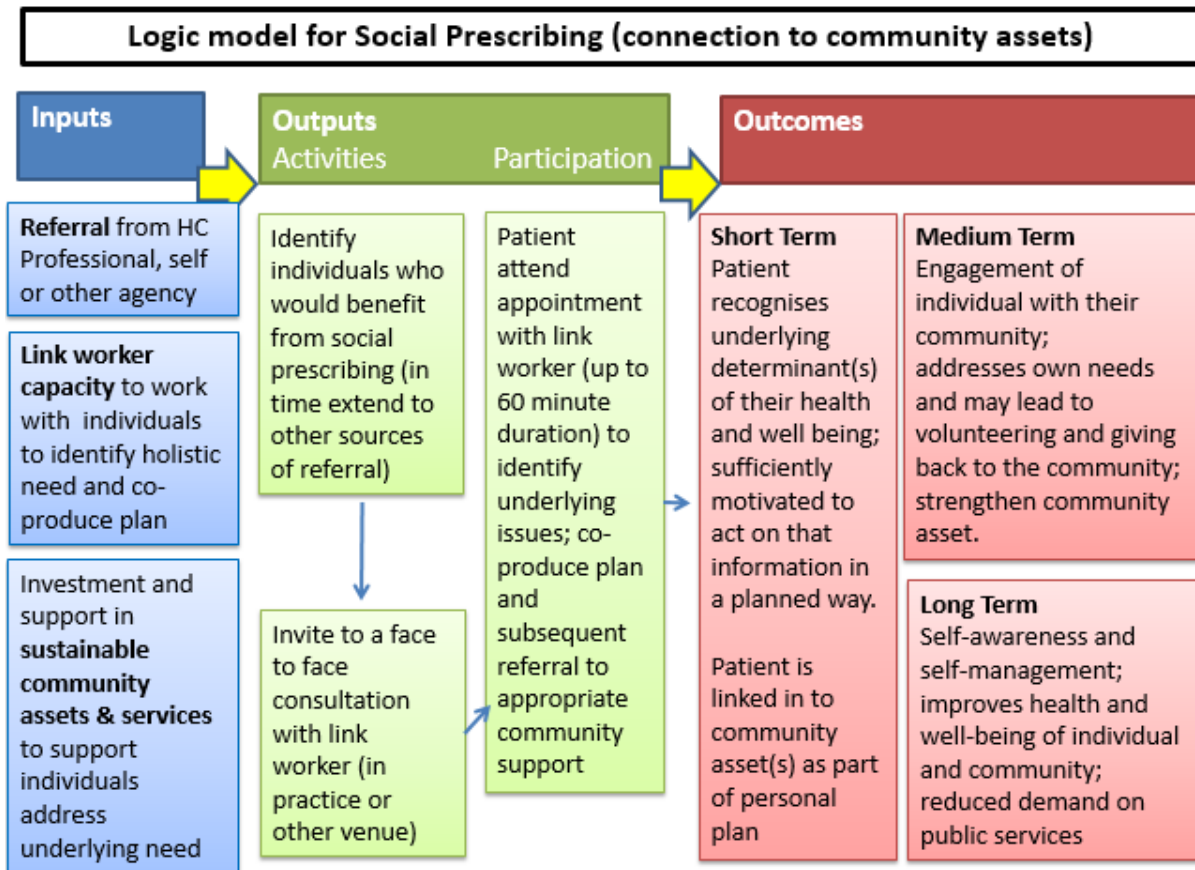 Logic model for Social Prescribing (connection to community assets)
Inputs
Referral from HC
Professional, self
or other agency
Link worker
capacity to work
with individuals
to identify holistic
need and co-
produce plan
Investment and
support in
sustainable
community
assets & services
to support
individuals
address
underlying need
Outputs
Activities
Participation
Identify
individuals who
would benefit
from social
prescribing (in
time extend to
other sources
of referral)
Invite to a face
to face
consultation
with link
worker (in
practice or
other venue)
Patient
attend
appointment
with link
worker (up to
60 minute
duration) to
identify
underlying
issues; co-
produce plan
and
subsequent
referral to
appropriate
community
support
Outcomes
Short Term
Patient
recognises
underlying
determinant(s)
of their health
and well being;
sufficiently
motivated to
act on that
information in
a planned way.
Patient is
linked in to
community
asset(s) as part
of personal
plan
Medium Term
Engagement of
individual with their
community;
addresses own needs
and may lead to
volunteering and giving
back to the community;
strengthen community
asset.
Long Term
Self-awareness and
self-management;
improves health and
well-being of individual
and community;
reduced demand on
public services